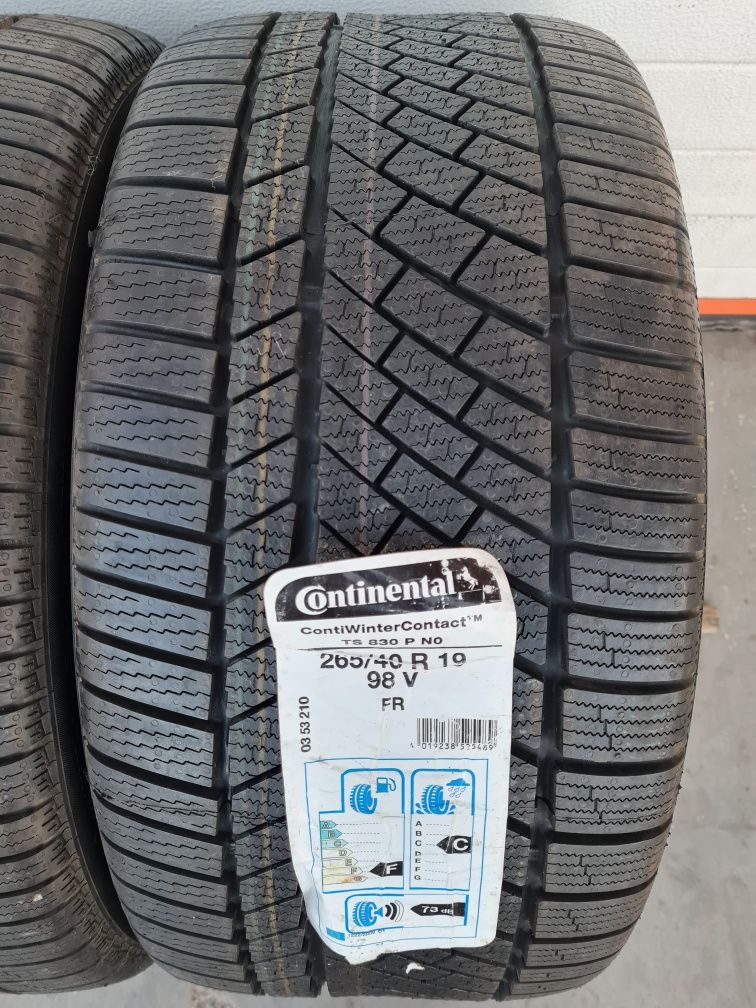 Continental
ContiWinterContact™
TS 830 P N0
265/40 R 19
98 V
FR
03 53 210
A
B
C
D
E
F
F
A
B
C
D
E
F
G
C
73 dB